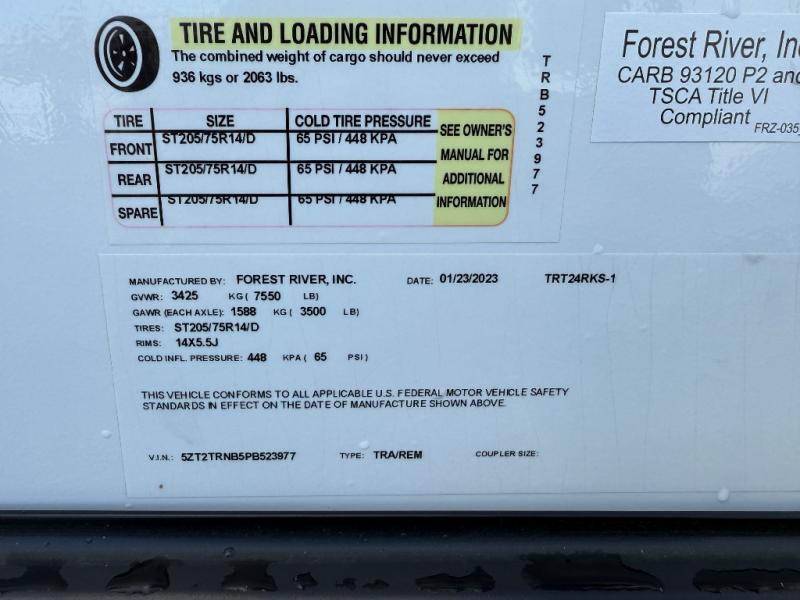 TIRE AND LOADING INFORMATION
The combined weight of cargo should never exceed
936 kgs or 2063 lbs.
TIRE SIZE COLD TIRE PRESSURE
FRONT ST205/75R14/D 65 PSI / 448 KPA
REAR ST205/75R14/D 65 PSI / 448 KPA
SPARE ST205/75R14/D 65 PSI / 448 KPA
SEE OWNER'S
MANUAL FOR
ADDITIONAL
INFORMATION
TRB523977
Forest River, Inc
CARB 93120 P2 and
TSCA Title VI
Compliant
FRZ-035
MANUFACTURED BY: FOREST RIVER, INC. DATE: 01/23/2023 TRT24RKS-1
GVWR: 3425 KG ( 7550 LB)
GAWR (EACH AXLE): 1588 KG ( 3500 LB)
TIRES: ST205/75R14/D
RIMS: 14X5.5J
COLD INFL. PRESSURE: 448 KPA ( 65 PSI )
THIS VEHICLE CONFORMS TO ALL APPLICABLE U.S. FEDERAL MOTOR VEHICLE SAFETY
STANDARDS IN EFFECT ON THE DATE OF MANUFACTURE SHOWN ABOVE.
V.I.N.: 5ZT2TRNB5PB523977 TYPE: TRA/REM COUPLER SIZE: